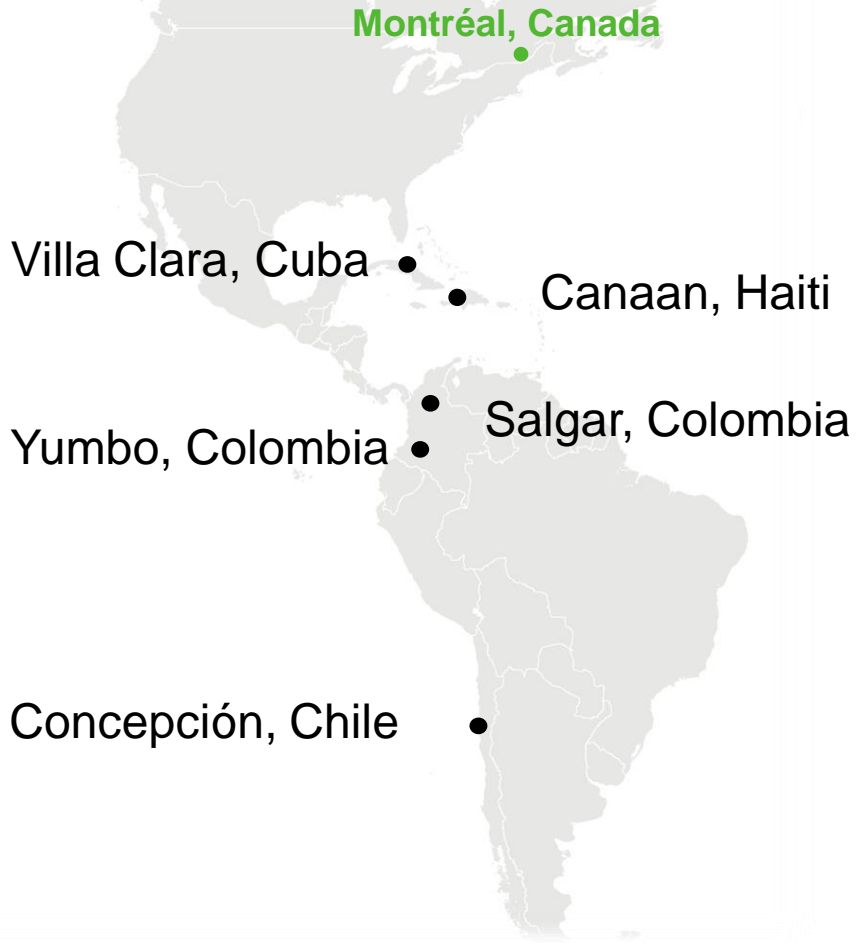 Montréal, Canada
Villa Clara, Cuba
Canaan, Haiti
Salgar, Colombia
Yumbo, Colombia
Concepción, Chile